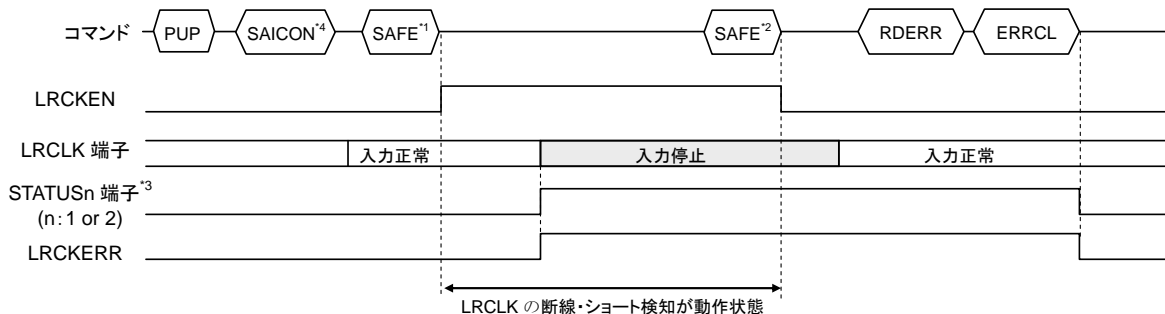 コマンド PUP SAICON*4 SAFE*1 SAFE*2 RDERR ERRCL
LRCKEN
LRCLK 端子 入力正常 入力停止 入力正常
STATUSn 端子*3
(n:1 or 2)
LRCKERR
LRCLK の断線・ショート検知が動作状態